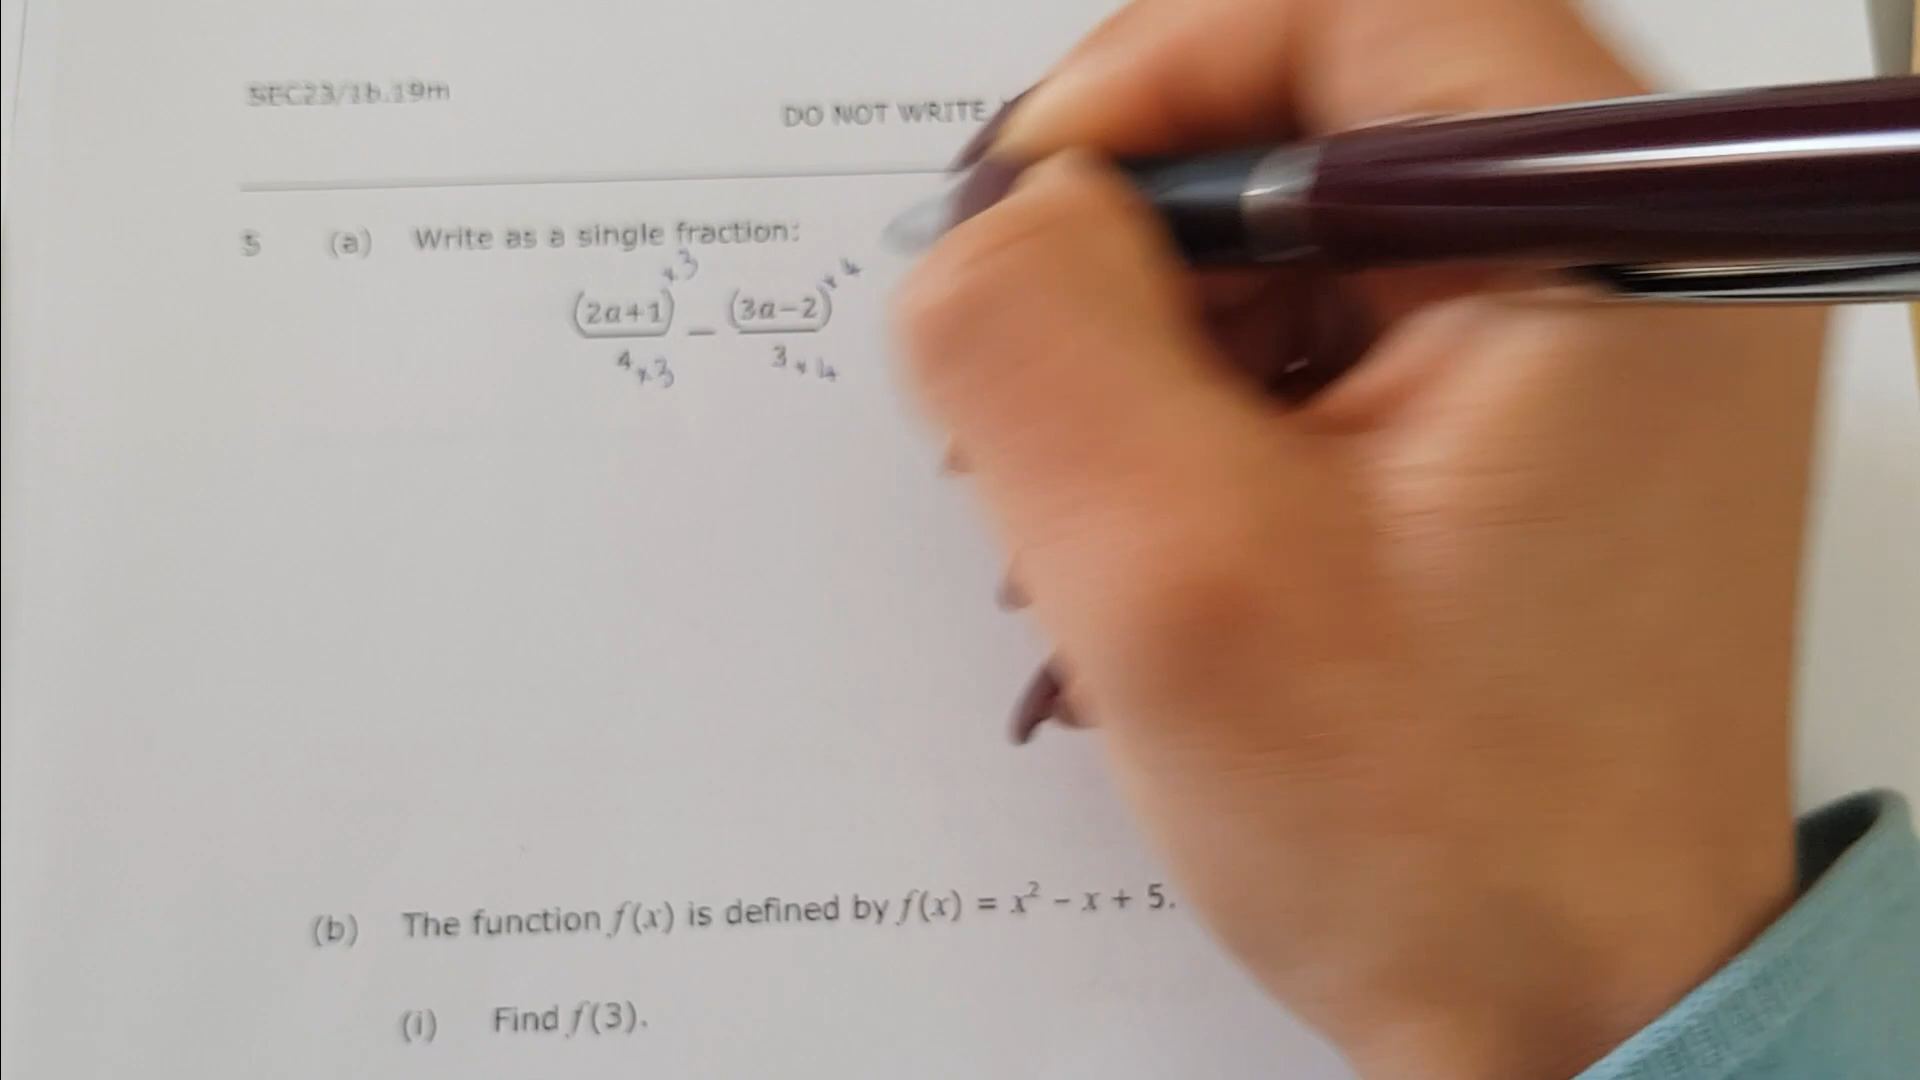 SEC23/1b.19m
DO NOT WRITE
5 (a) Write as a single fraction:
×3 ×4
(2a+1) − (3a−2)
4 ×3 3 ×4
(b) The function f(x) is defined by f(x) = x² − x + 5.
(i) Find f(3).